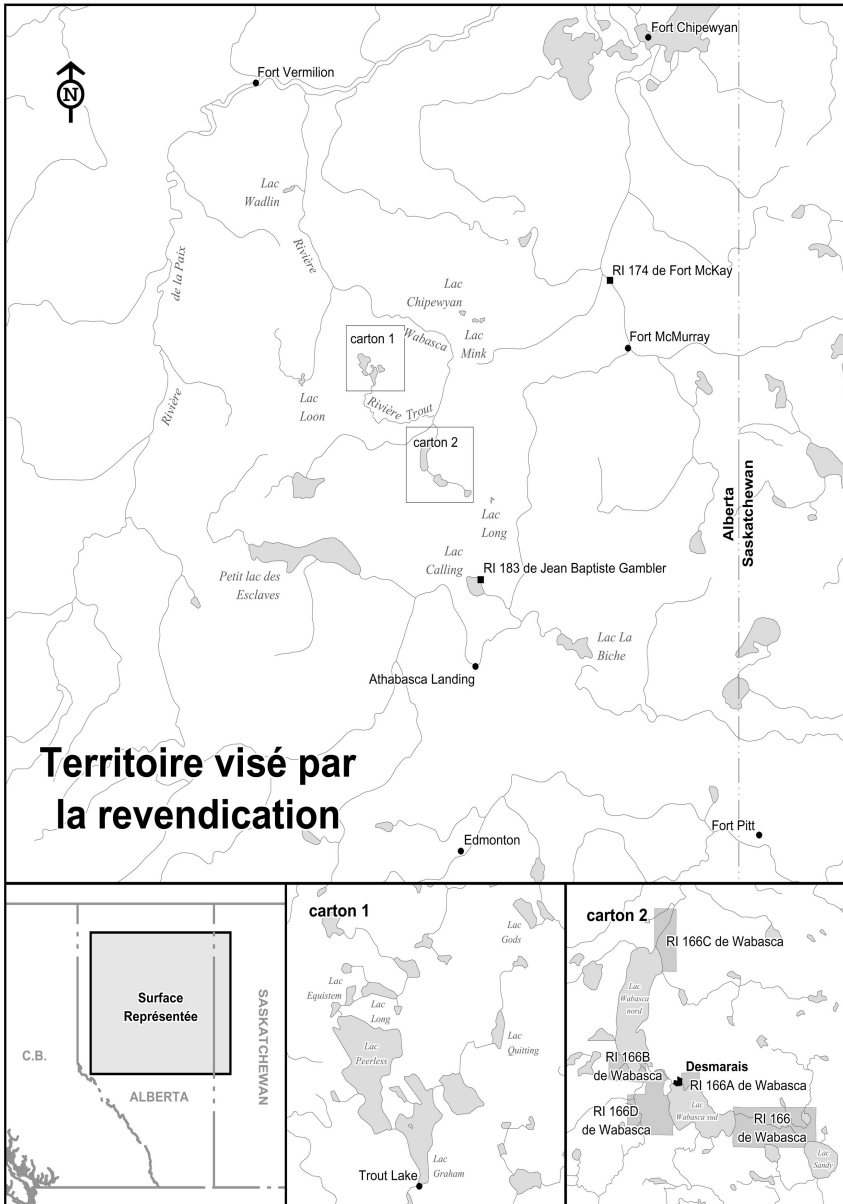 Fort Chipewyan
Fort Vermilion
N
Lac
Wadlin
Rivière
de la Paix
RI 174 de Fort McKay
Lac
Chipewyan
Wabasca
Lac
Mink
Fort McMurray
carton 1
Lac
Loon
Rivière Trout
Rivière
carton 2
Lac
Long
Alberta
Saskatchewan
Lac
Calling
RI 183 de Jean Baptiste Gambler
Petit lac des
Esclaves
Lac La
Biche
Athabasca Landing
Territoire visé par
la revendication
Fort Pitt
Edmonton
Surface
Représentée
C.B.
ALBERTA
SASKATCHEWAN
carton 1
Lac
Gods
Lac
Equistem
Lac
Long
Lac
Peerless
Lac
Quitting
Lac
Graham
Trout Lake
carton 2
RI 166C de Wabasca
Lac
Wabasca
nord
RI 166B
de Wabasca
Desmarais
RI 166A de Wabasca
RI 166D
de Wabasca
Lac
Wabasca sud
RI 166
de Wabasca
Lac
Sandy